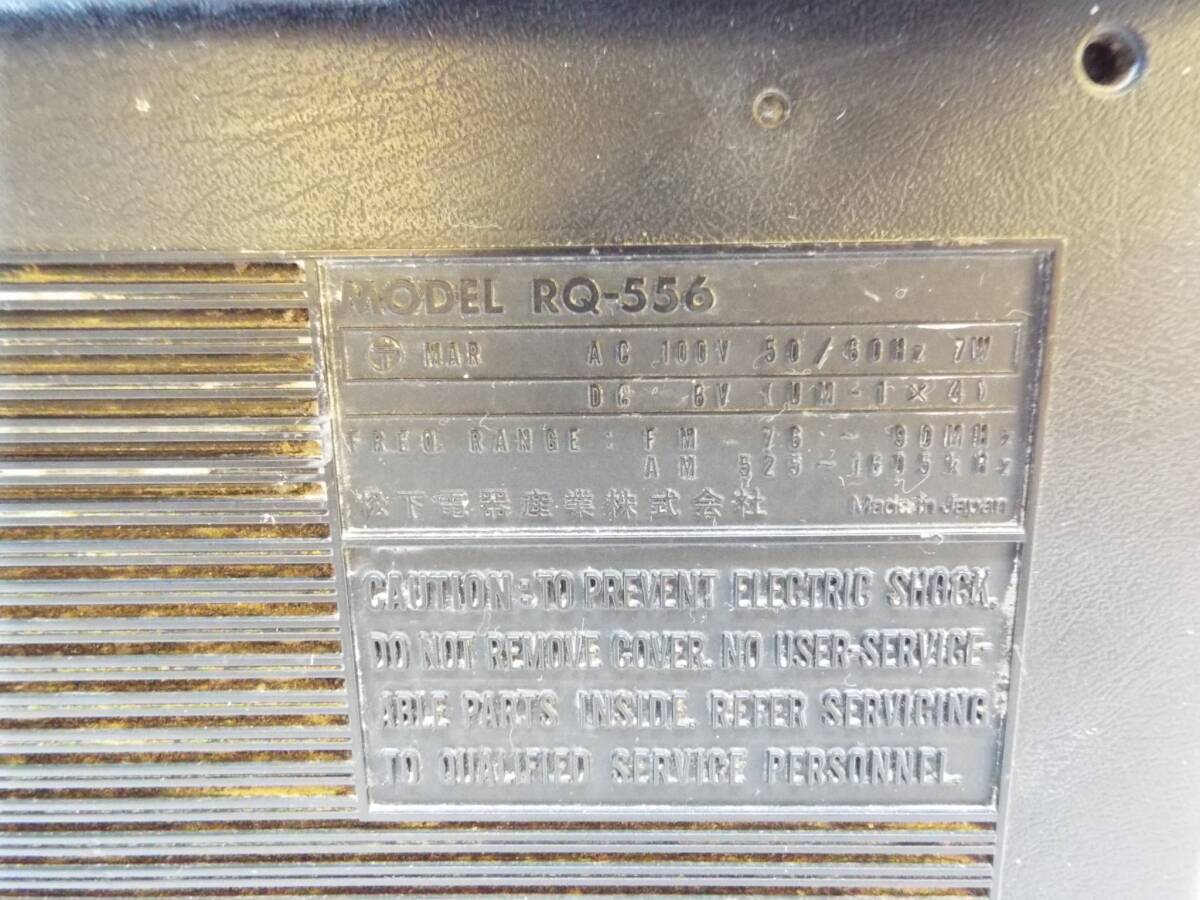 MODEL RQ-556
〒 MAR AC 100V 50/60Hz 7W
DC 6V (UM-1×4)
FREQ. RANGE: FM 76 - 90MHz
AM 525-1605kHz
松下電器産業株式会社 Made in Japan
CAUTION: TO PREVENT ELECTRIC SHOCK,
DO NOT REMOVE COVER. NO USER-SERVICE-
ABLE PARTS INSIDE. REFER SERVICING
TO QUALIFIED SERVICE PERSONNEL.